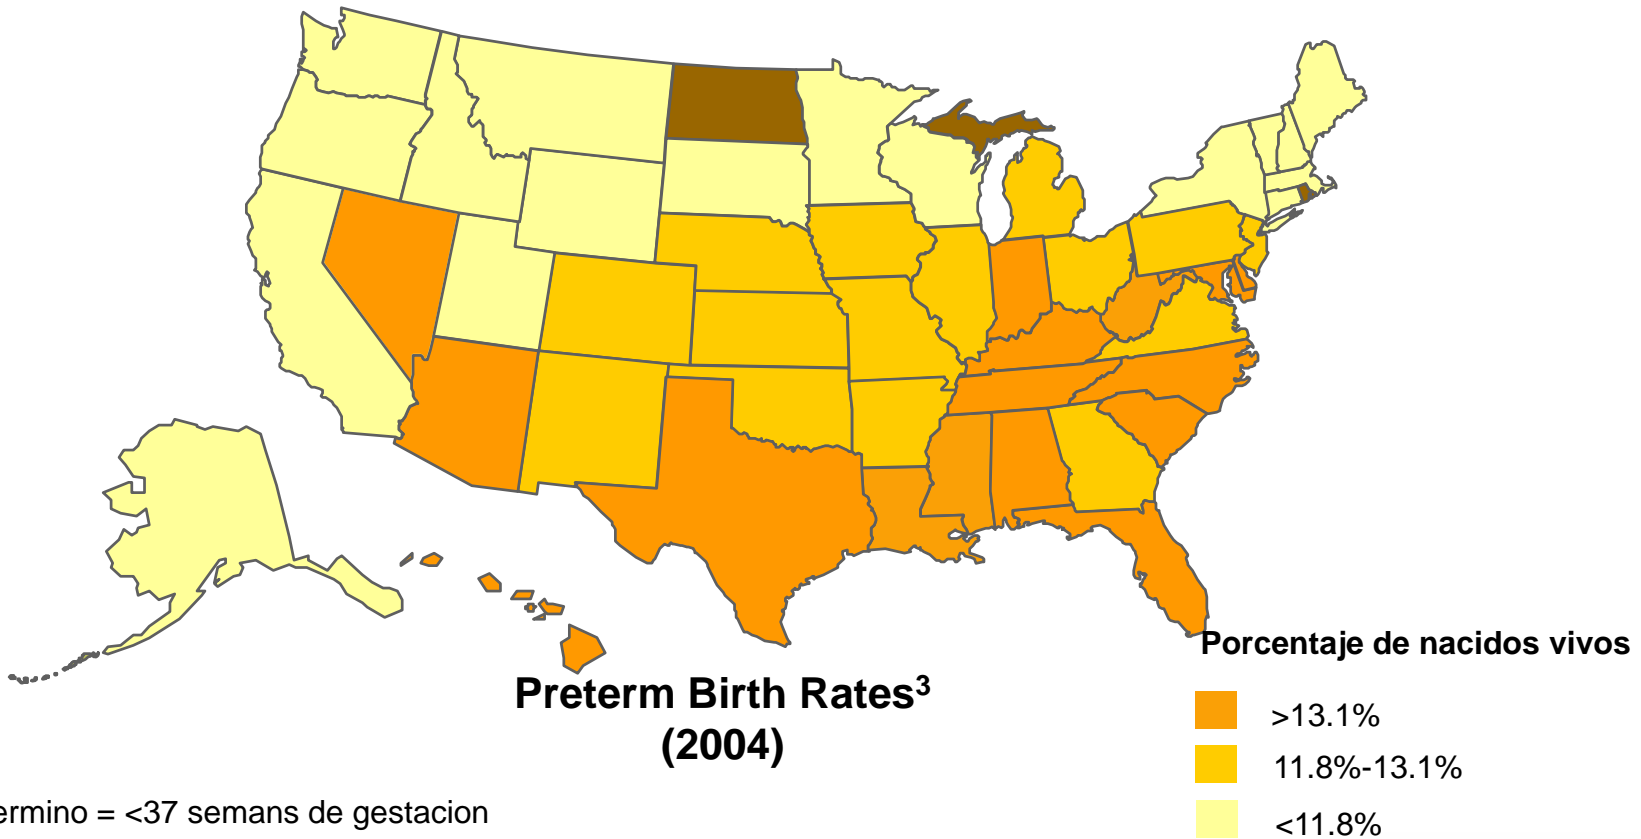 Porcentaje de nacidos vivos
Preterm Birth Rates³
(2004)
>13.1%
11.8%-13.1%
<11.8%
ermino = <37 semans de gestacion